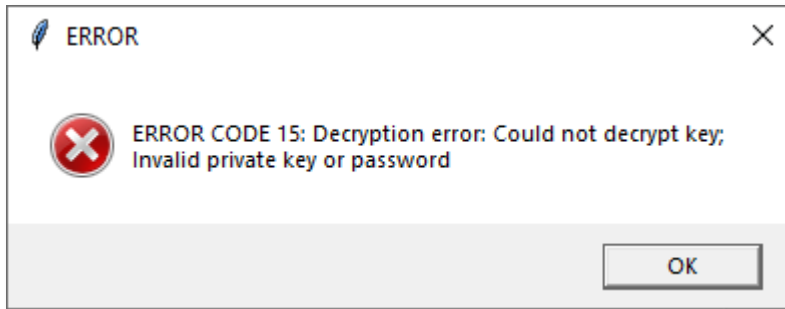 ERROR
ERROR CODE 15: Decryption error: Could not decrypt key;
Invalid private key or password
OK